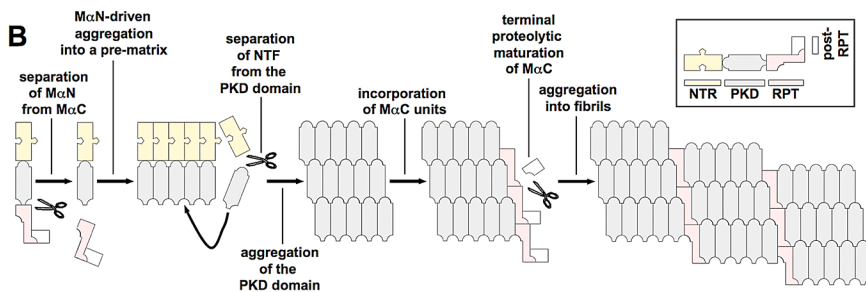 B
MαN-driven
aggregation
into a pre-matrix
separation
of MαN
from MαC
separation
of NTF
from the
PKD domain
aggregation
of the
PKD domain
incorporation
of MαC units
terminal
proteolytic
maturation
of MαC
aggregation
into fibrils
NTR PKD RPT
post-
RPT